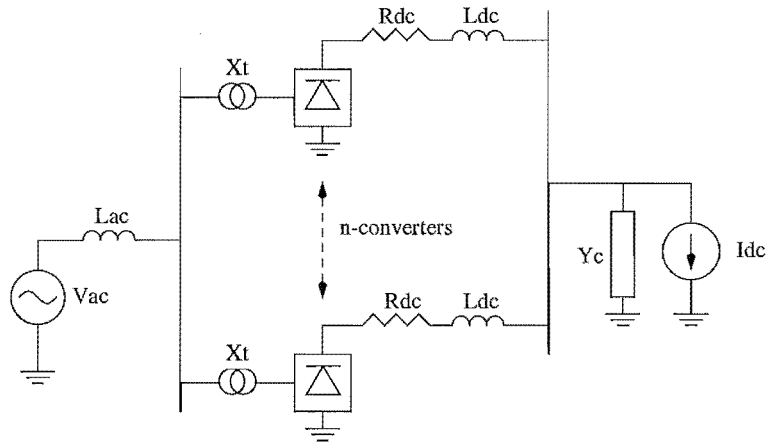 Rdc Ldc
Xt
Lac
n-converters
Vac
Yc
Idc
Rdc Ldc
Xt